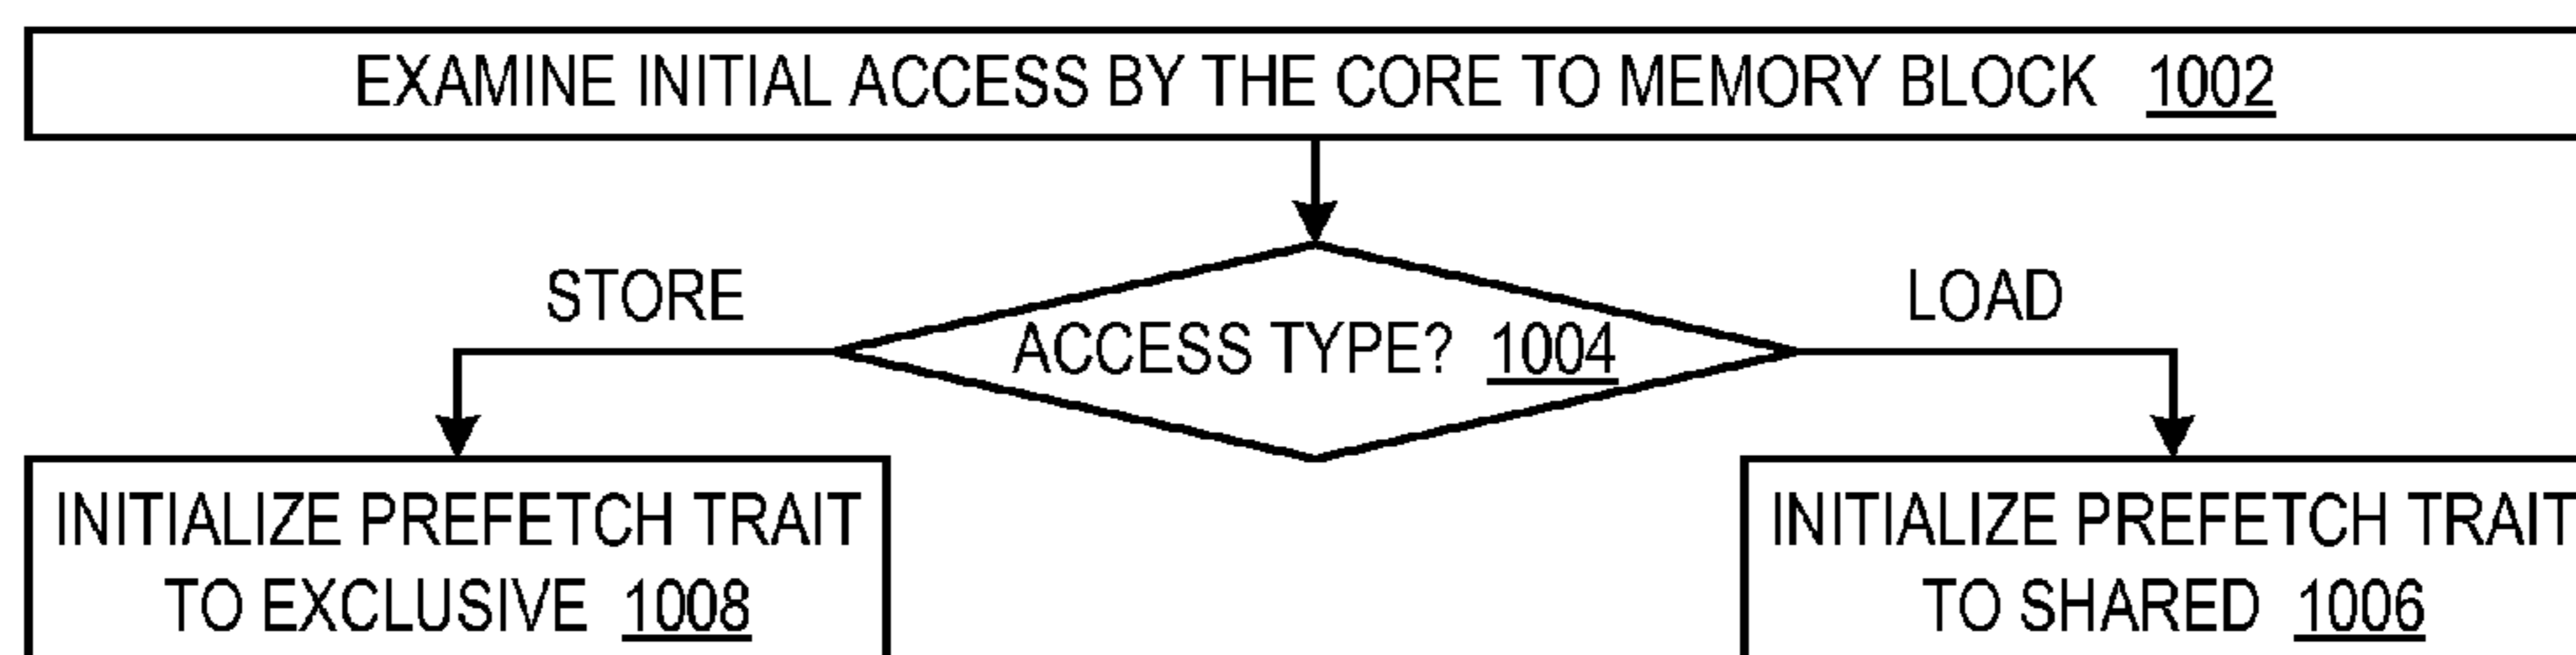 EXAMINE INITIAL ACCESS BY THE CORE TO MEMORY BLOCK 1002
STORE
LOAD
ACCESS TYPE? 1004
INITIALIZE PREFETCH TRAIT
TO EXCLUSIVE 1008
INITIALIZE PREFETCH TRAIT
TO SHARED 1006